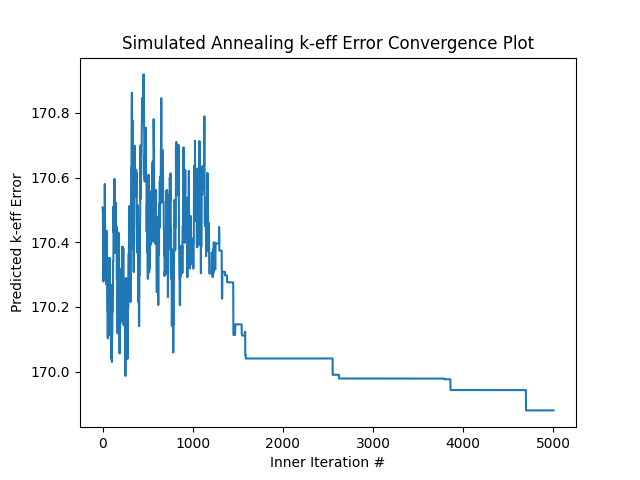 Simulated Annealing k-eff Error Convergence Plot
Predicted k-eff Error
170.8
170.6
170.4
170.2
170.0
0 1000 2000 3000 4000 5000
Inner Iteration #